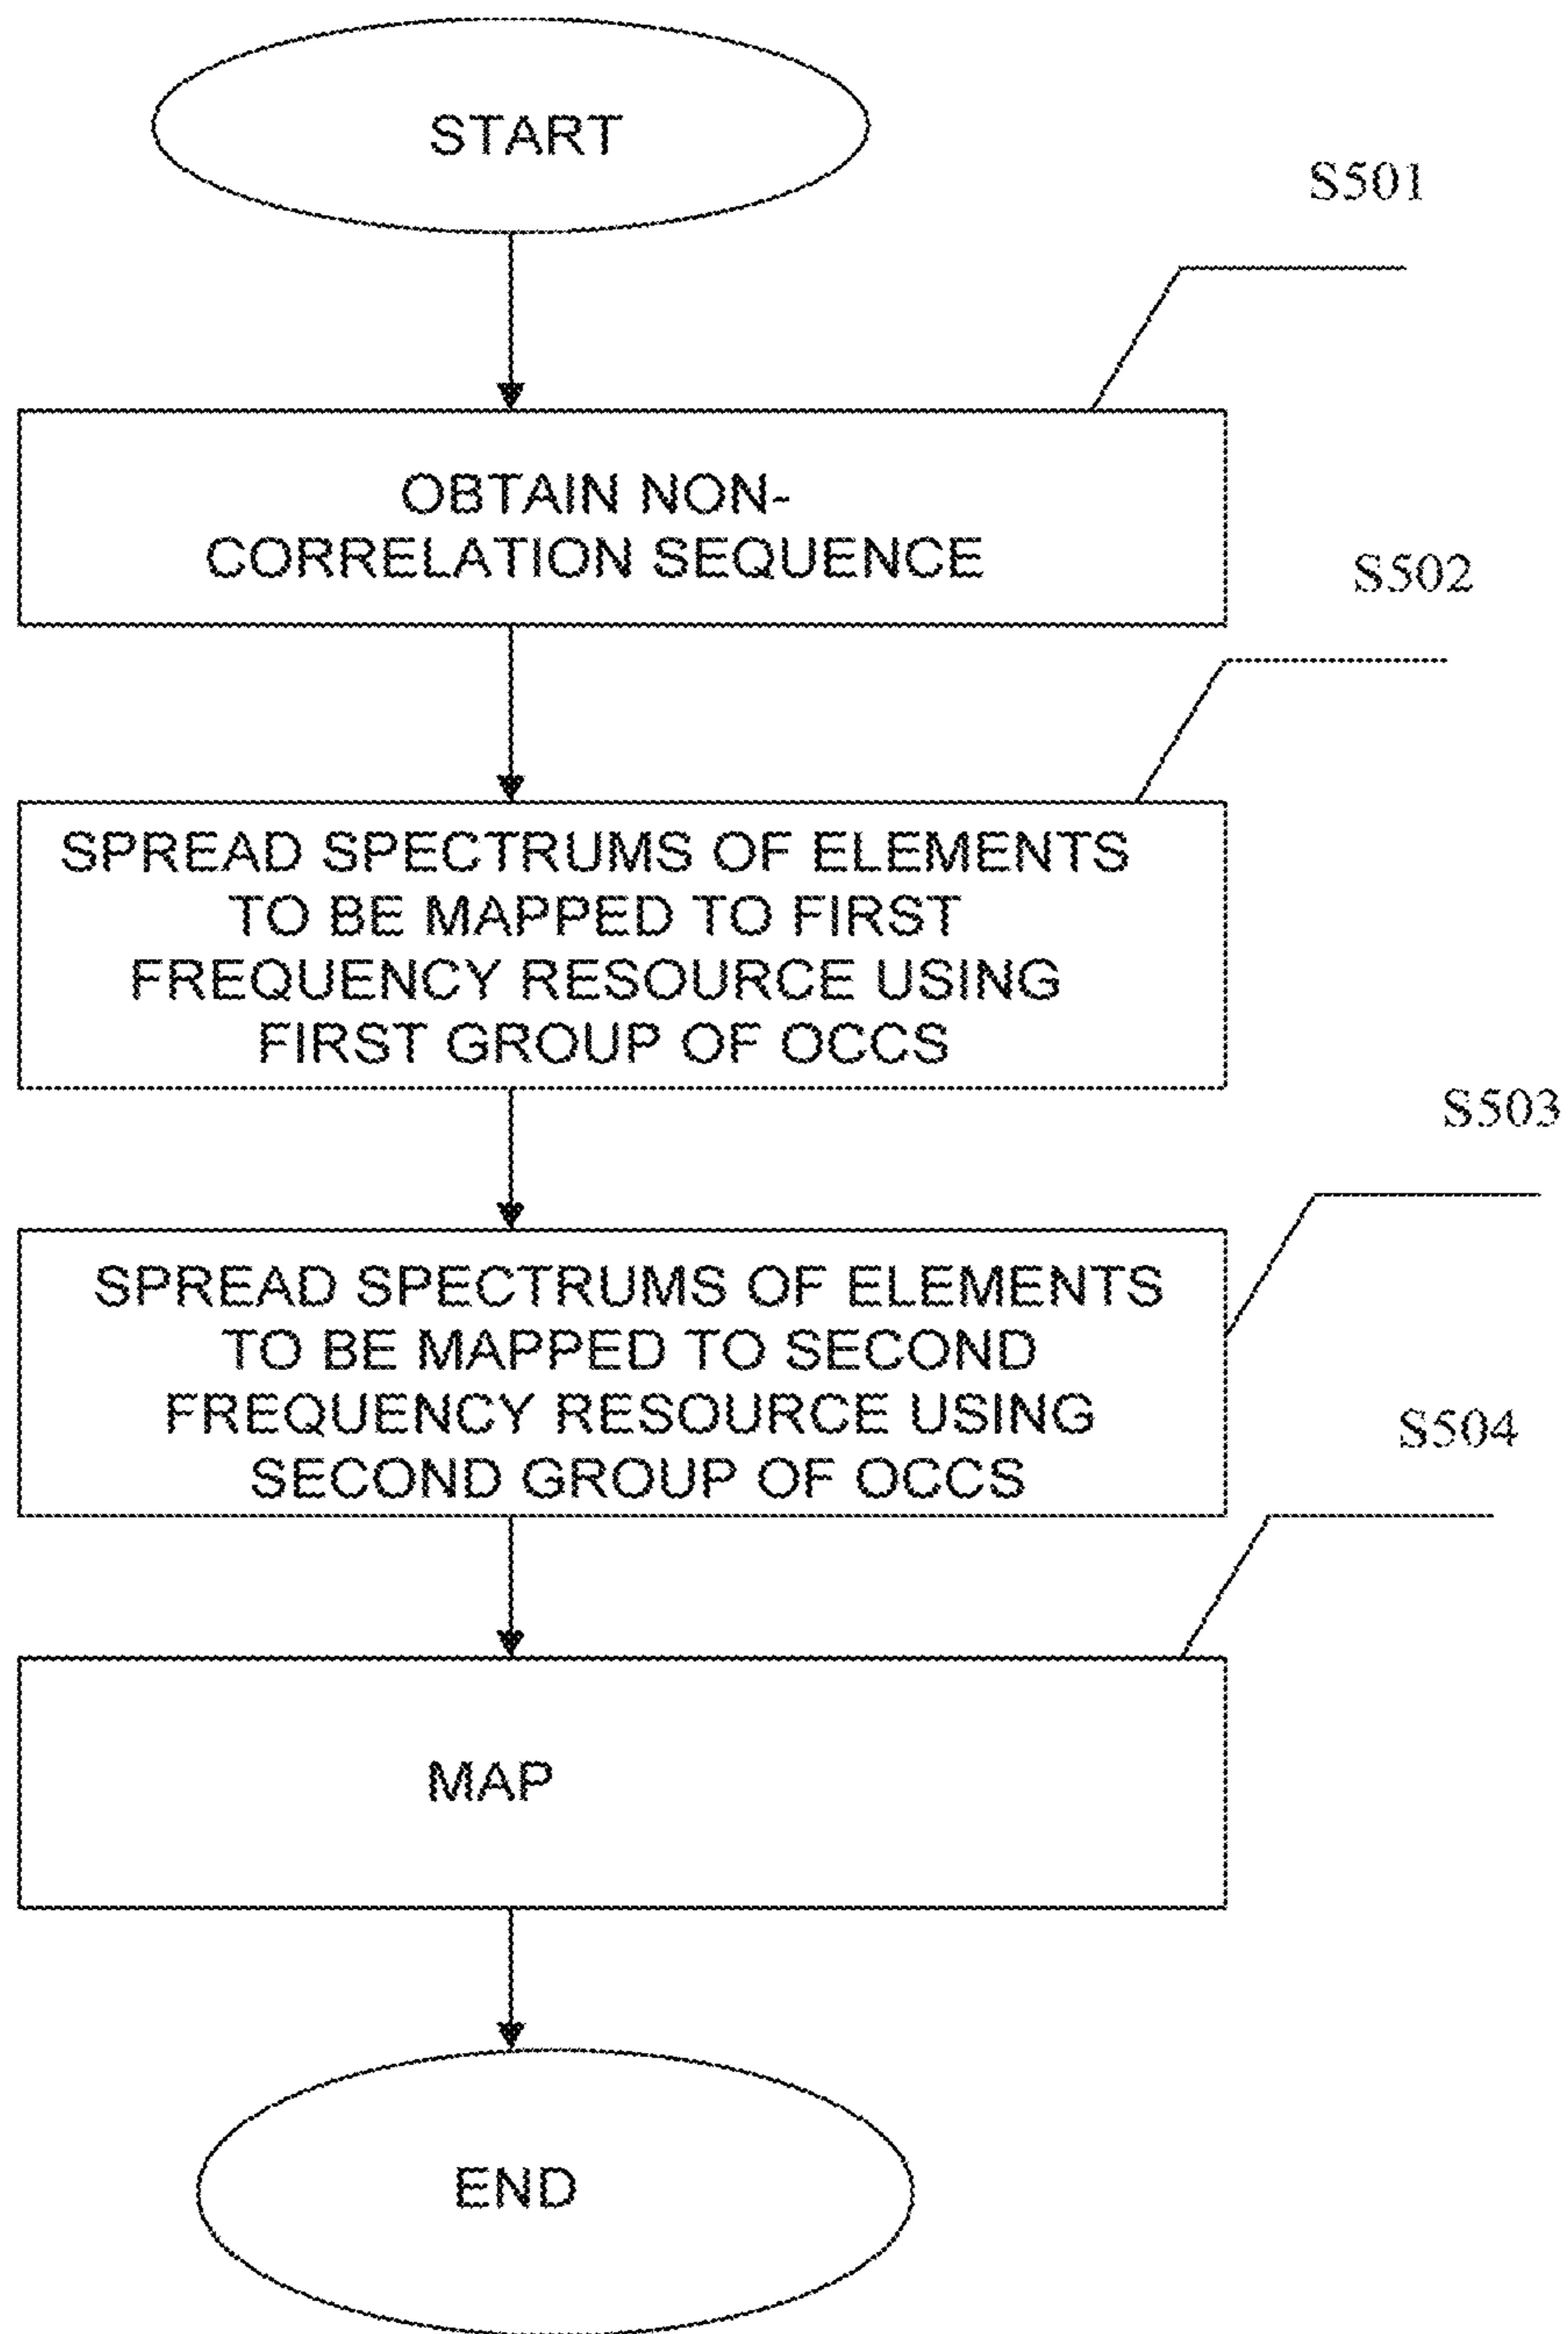 START
S501
OBTAIN NON-
CORRELATION SEQUENCE
S502
SPREAD SPECTRUMS OF ELEMENTS
TO BE MAPPED TO FIRST
FREQUENCY RESOURCE USING
FIRST GROUP OF OCCS
S503
SPREAD SPECTRUMS OF ELEMENTS
TO BE MAPPED TO SECOND
FREQUENCY RESOURCE USING
SECOND GROUP OF OCCS
S504
MAP
END